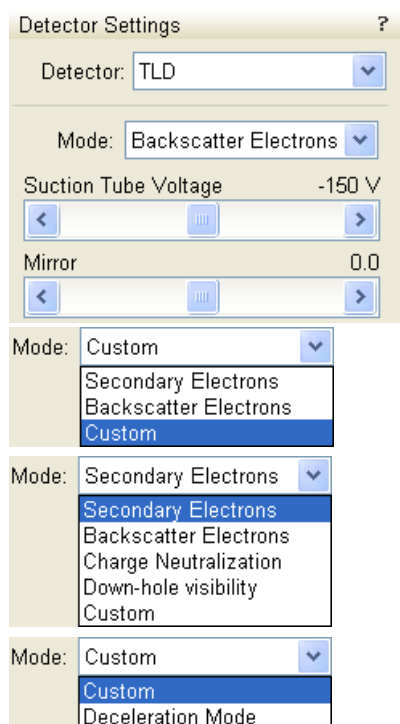 Detector Settings ?
Detector: TLD
Mode: Backscatter Electrons
Suction Tube Voltage -150 V
Mirror 0.0
Mode: Custom
Secondary Electrons
Backscatter Electrons
Custom
Mode: Secondary Electrons
Secondary Electrons
Backscatter Electrons
Charge Neutralization
Down-hole visibility
Custom
Mode: Custom
Custom
Deceleration Mode